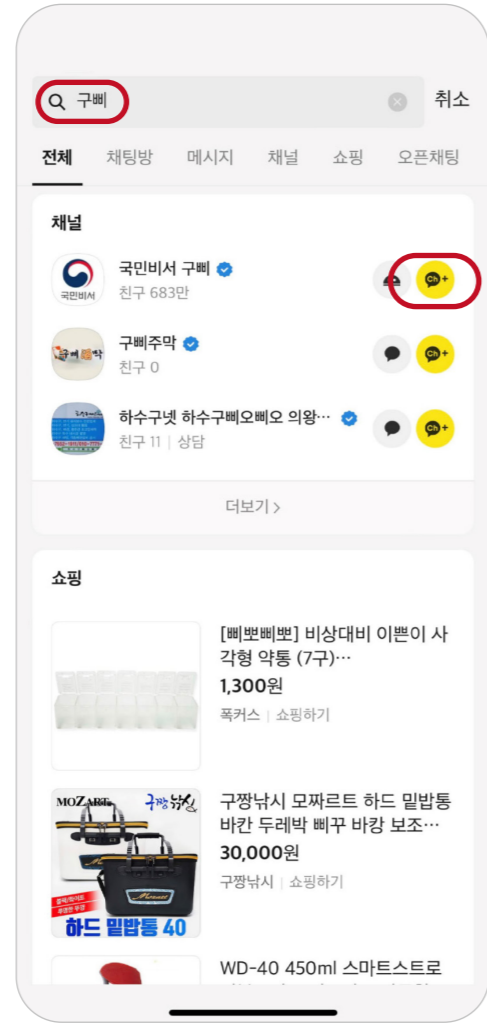 구삐
취소
전체 채팅방 메시지 채널 쇼핑 오픈채팅
채널
국민비서
국민비서 구삐
친구 683만
Ch+
구삐주막
친구 0
Ch+
하수구넷 하수구삐오삐오 의왕…
친구 11 | 상담
Ch+
더보기 >
쇼핑
[삐뽀삐뽀] 비상대비 이쁜이 사
각형 약통 (7구)…
1,300원
폭커스 | 쇼핑하기
MOZART
구짱낚시
Mozart
하드 밑밥통 40
구짱낚시 모짜르트 하드 밑밥통
바칸 두레박 삐꾸 바캉 보조…
30,000원
구짱낚시 | 쇼핑하기
WD-40 450ml 스마트스트로